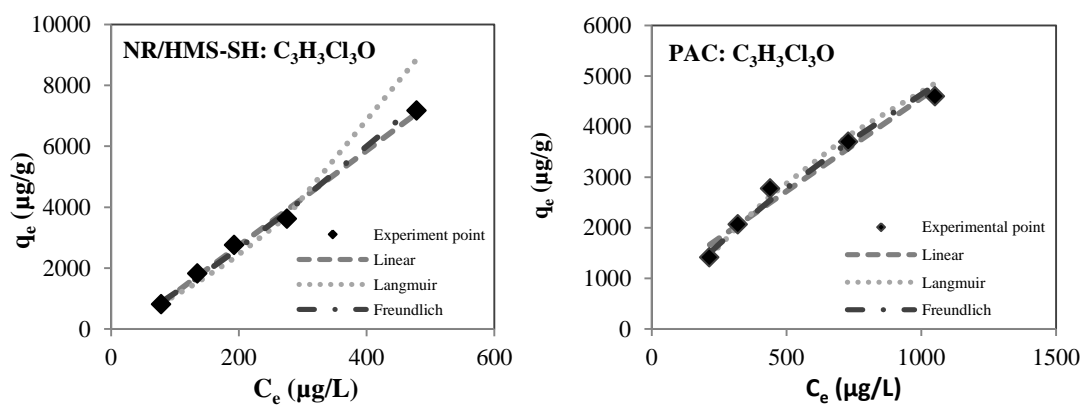 NR/HMS-SH: C₃H₃Cl₃O
qₑ (µg/g)
10000
8000
6000
4000
2000
0
Experiment point
Linear
Langmuir
Freundlich
0 200 400 600
Cₑ (µg/L)
PAC: C₃H₃Cl₃O
qₑ (µg/g)
6000
5000
4000
3000
2000
1000
0
Experimental point
Linear
Langmuir
Freundlich
0 500 1000 1500
Cₑ (µg/L)